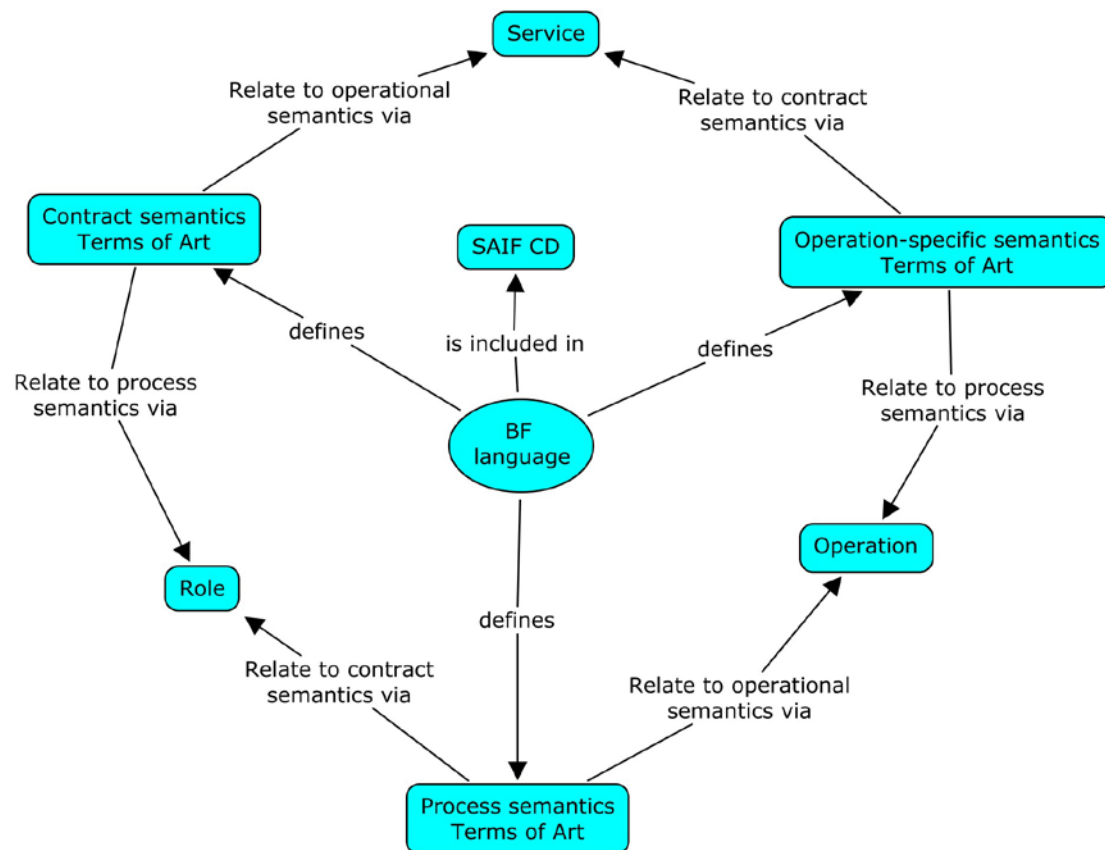 Service
Relate to operational
semantics via
Relate to contract
semantics via
Contract semantics
Terms of Art
SAIF CD
Operation-specific semantics
Terms of Art
defines
is included in
defines
Relate to process
semantics via
Relate to process
semantics via
BF
language
Operation
Role
defines
Relate to contract
semantics via
Relate to operational
semantics via
Process semantics
Terms of Art